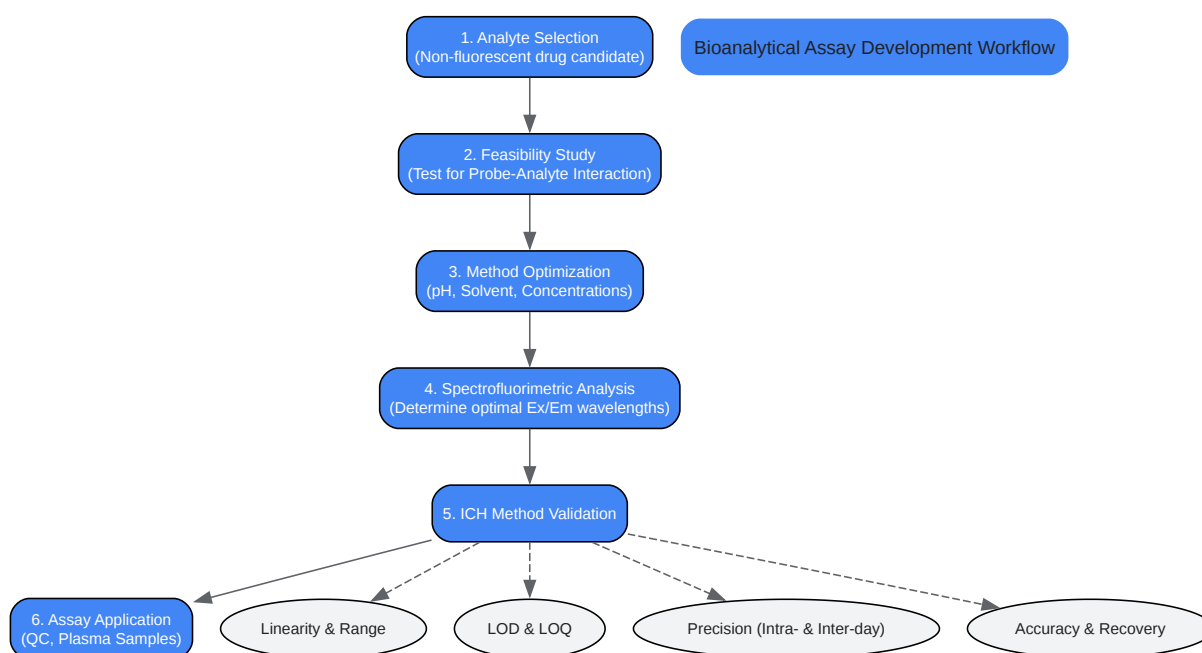 1. Analyte Selection
(Non-fluorescent drug candidate)
Bioanalytical Assay Development Workflow
2. Feasibility Study
(Test for Probe-Analyte Interaction)
3. Method Optimization
(pH, Solvent, Concentrations)
4. Spectrofluorimetric Analysis
(Determine optimal Ex/Em wavelengths)
5. ICH Method Validation
6. Assay Application
(QC, Plasma Samples)
Linearity & Range
LOD & LOQ
Precision (Intra- & Inter-day)
Accuracy & Recovery